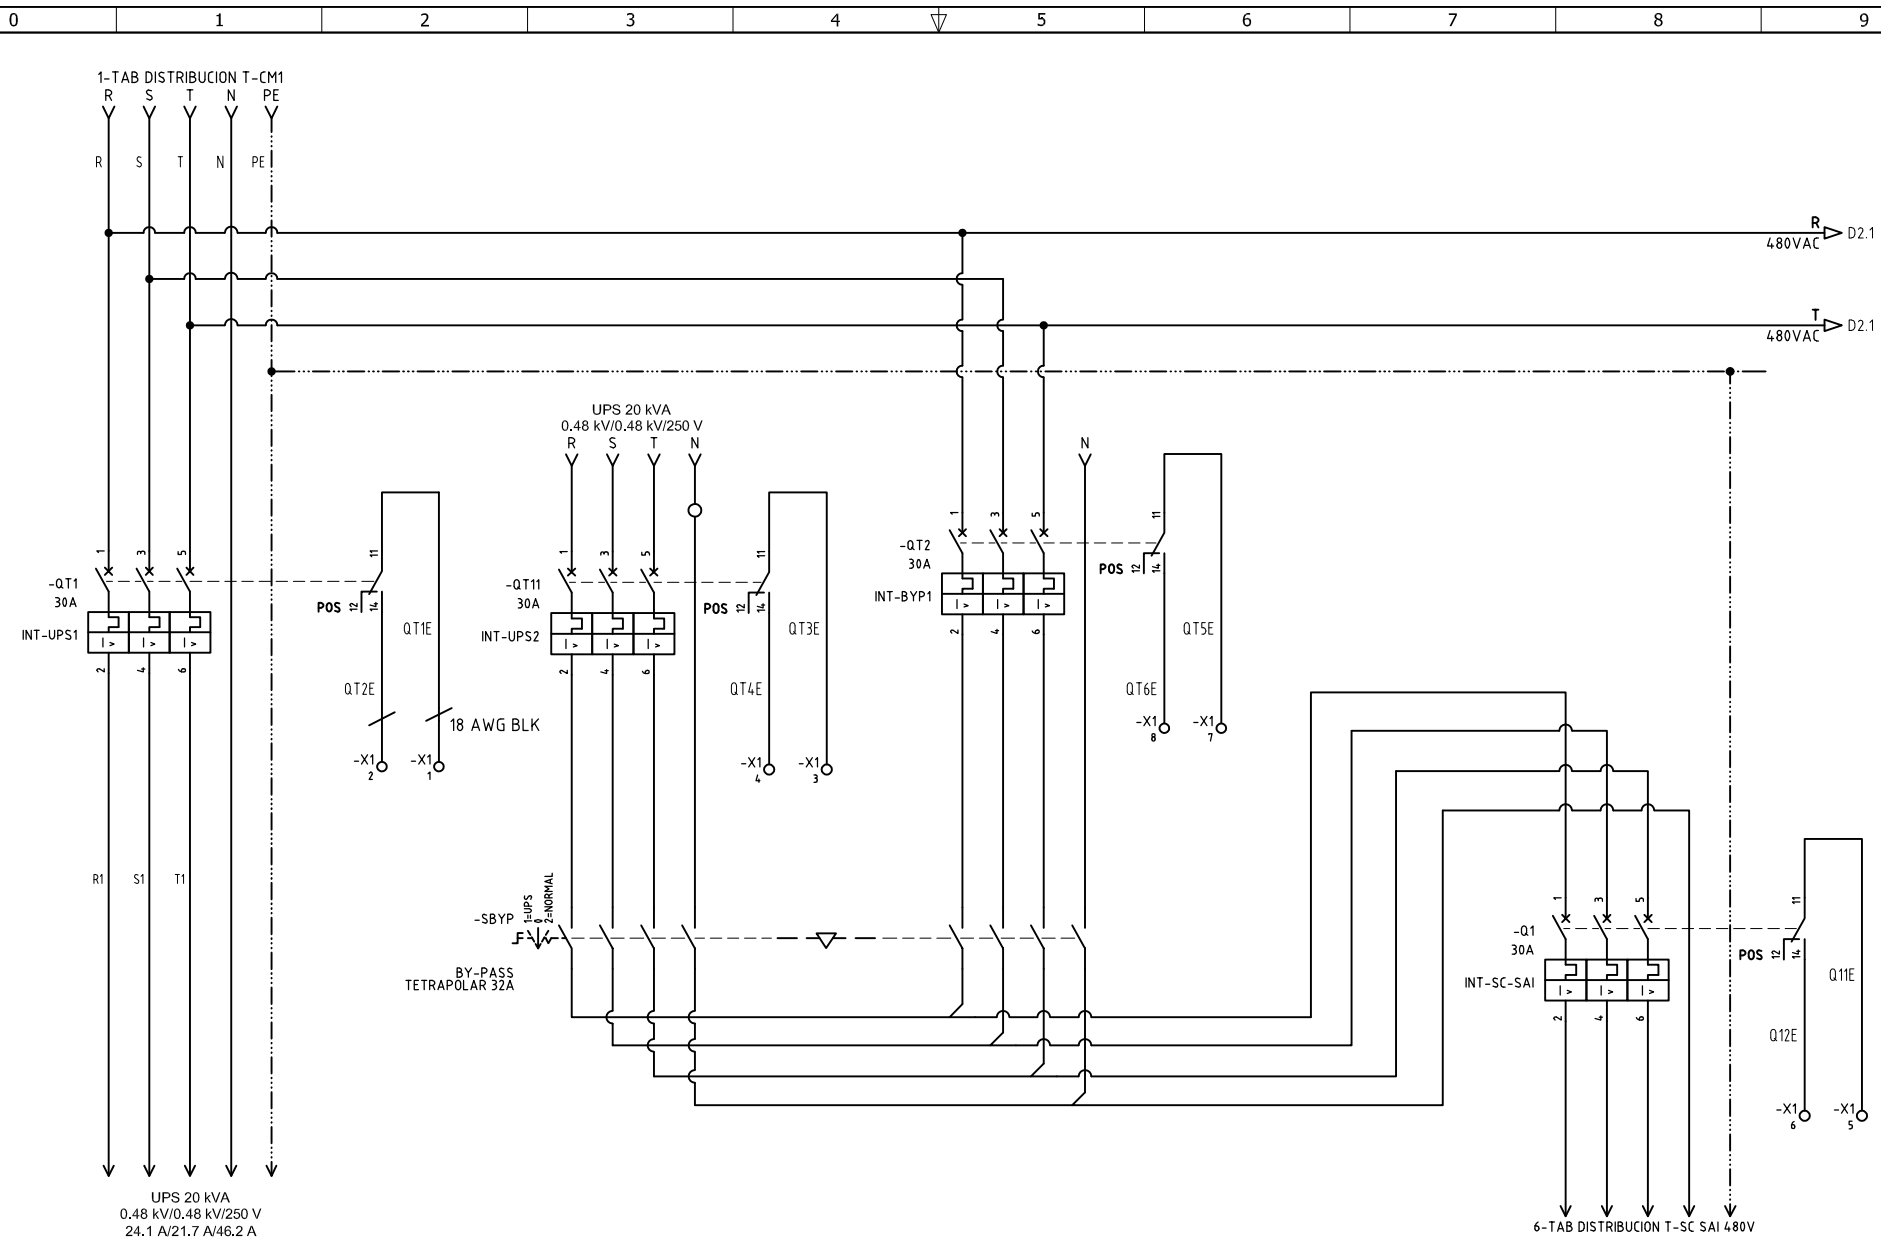 0 1 2 3 4 5 6 7 8 9
1-TAB DISTRIBUCION T-CM1
R S T N PE
R S T N PE
R
480VAC
D2.1
T
480VAC
D2.1
UPS 20 kVA
0.48 kV/0.48 kV/250 V
R S T N
N
1 3 5
-QT1
30A
INT-UPS1
I> I> I>
2 4 6
11
POS 12 14
QT1E
QT2E
18 AWG BLK
-X1 2
-X1 1
1 3 5
-QT11
30A
INT-UPS2
I> I> I>
2 4 6
11
POS 12 14
QT3E
QT4E
-X1 4
-X1 3
1 3 5
-QT2
30A
INT-BYP1
I> I> I>
2 4 6
11
POS 12 14
QT5E
QT6E
-X1 8
-X1 7
R1 S1 T1
-SBYP
1=UPS
0
2=NORMAL
BY-PASS
TETRAPOLAR 32A
1 3 5
-Q1
30A
INT-SC-SAI
I> I> I>
2 4 6
11
POS 12 14
Q11E
Q12E
-X1 6
-X1 5
UPS 20 kVA
0.48 kV/0.48 kV/250 V
24.1 A/21.7 A/46.2 A
6-TAB DISTRIBUCION T-SC SAI 480V